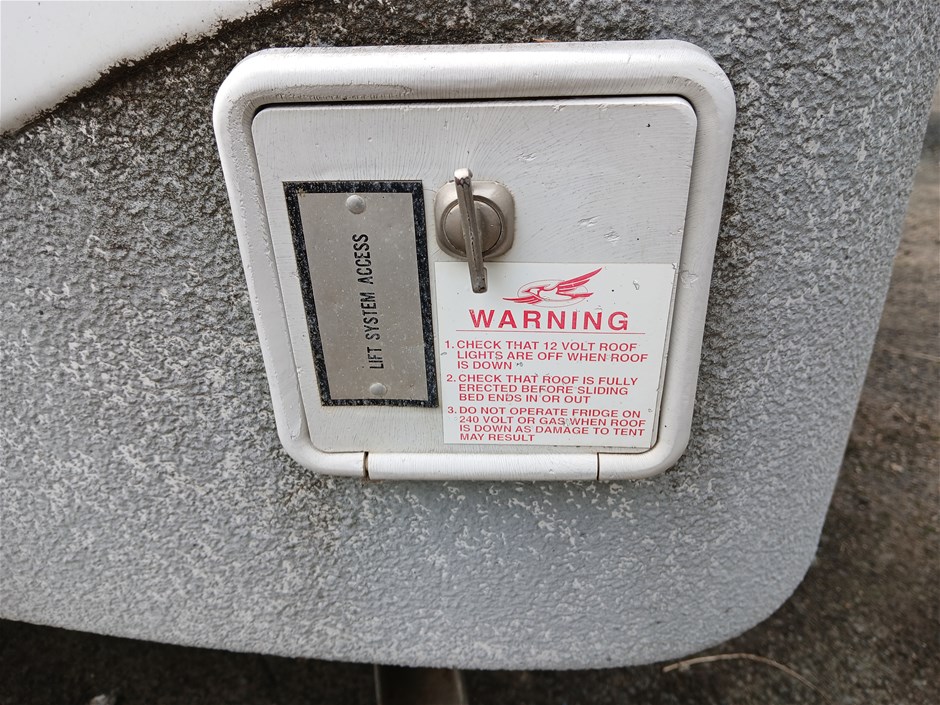 LIFT SYSTEM ACCESS
WARNING
1. CHECK THAT 12 VOLT ROOF
LIGHTS ARE OFF WHEN ROOF
IS DOWN
2. CHECK THAT ROOF IS FULLY
ERECTED BEFORE SLIDING
BED ENDS IN OR OUT
3. DO NOT OPERATE FRIDGE ON
240 VOLT OR GAS WHEN ROOF
IS DOWN AS DAMAGE TO TENT
MAY RESULT